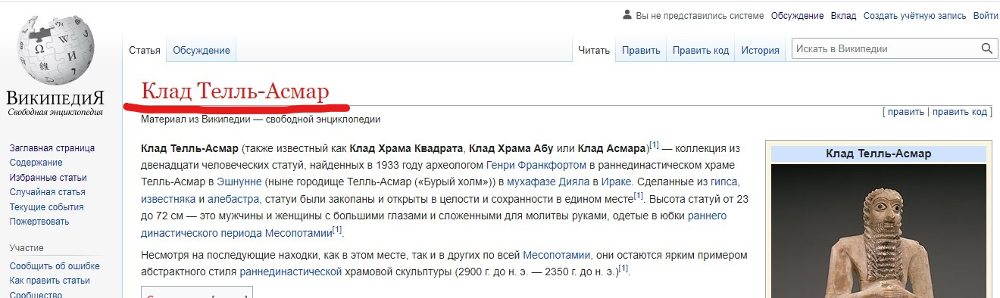 Вы не представились системе Обсуждение Вклад Создать учётную запись Войти
Статья Обсуждение Читать Править Править код История Искать в Википедии
ВикипедиЯ
Свободная энциклопедия
Клад Телль-Асмар
[ править | править код ]
Материал из Википедии — свободной энциклопедии
Заглавная страница
Содержание
Избранные статьи
Случайная статья
Текущие события
Пожертвовать
Участие
Сообщить об ошибке
Как править статьи
Сообщество
Клад Телль-Асмар (также известный как Клад Храма Квадрата, Клад Храма Абу или Клад Асмара)[1] — коллекция из
двенадцати человеческих статуй, найденных в 1933 году археологом Генри Франкфортом в раннединастическом храме
Телль-Асмар в Эшнунне (ныне городище Телль-Асмар («Бурый холм»)) в мухафазе Дияла в Ираке. Сделанные из гипса,
известняка и алебастра, статуи были закопаны и открыты в целости и сохранности в едином месте[1]. Высота статуй от 23
до 72 см — это мужчины и женщины с большими глазами и сложенными для молитвы руками, одетые в юбки раннего
династического периода Месопотамии[1].
Несмотря на последующие находки, как в этом месте, так и в других по всей Месопотамии, они остаются ярким примером
абстрактного стиля раннединастической храмовой скульптуры (2900 г. до н. э. — 2350 г. до н. э.)[1].
Клад Телль-Асмар